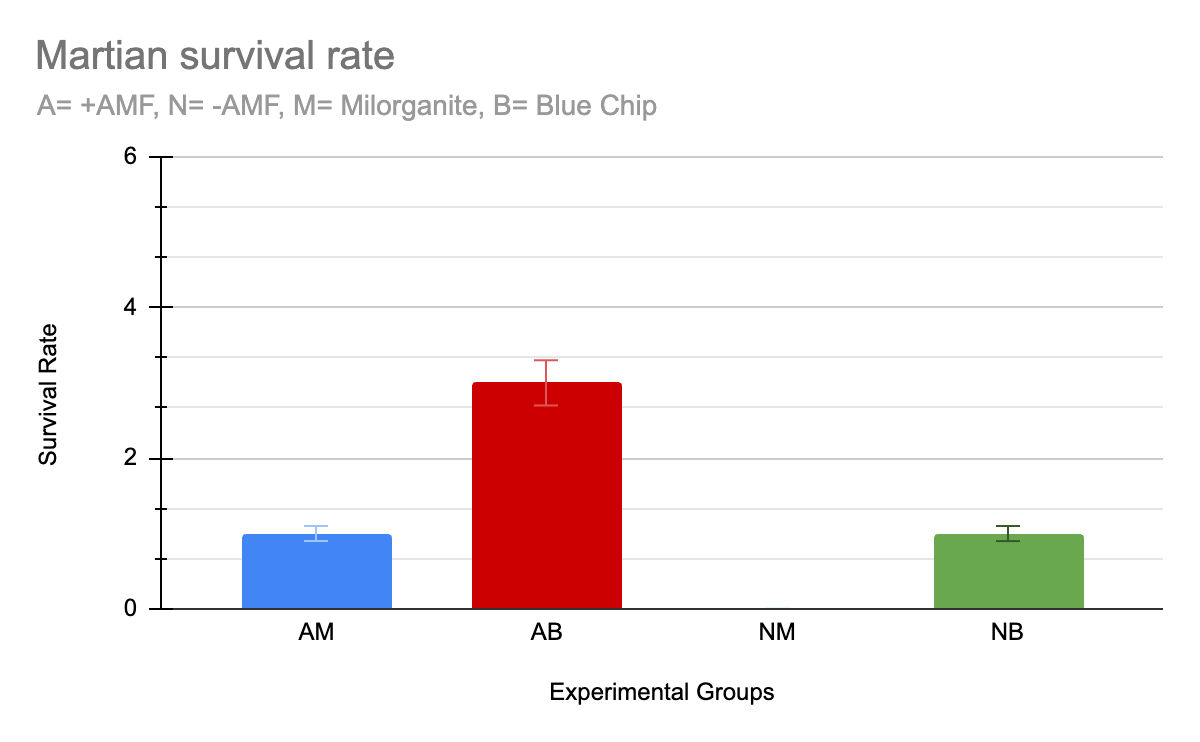 Martian survival rate
A= +AMF, N= -AMF, M= Milorganite, B= Blue Chip
6
4
2
0
Survival Rate
AM AB NM NB
Experimental Groups